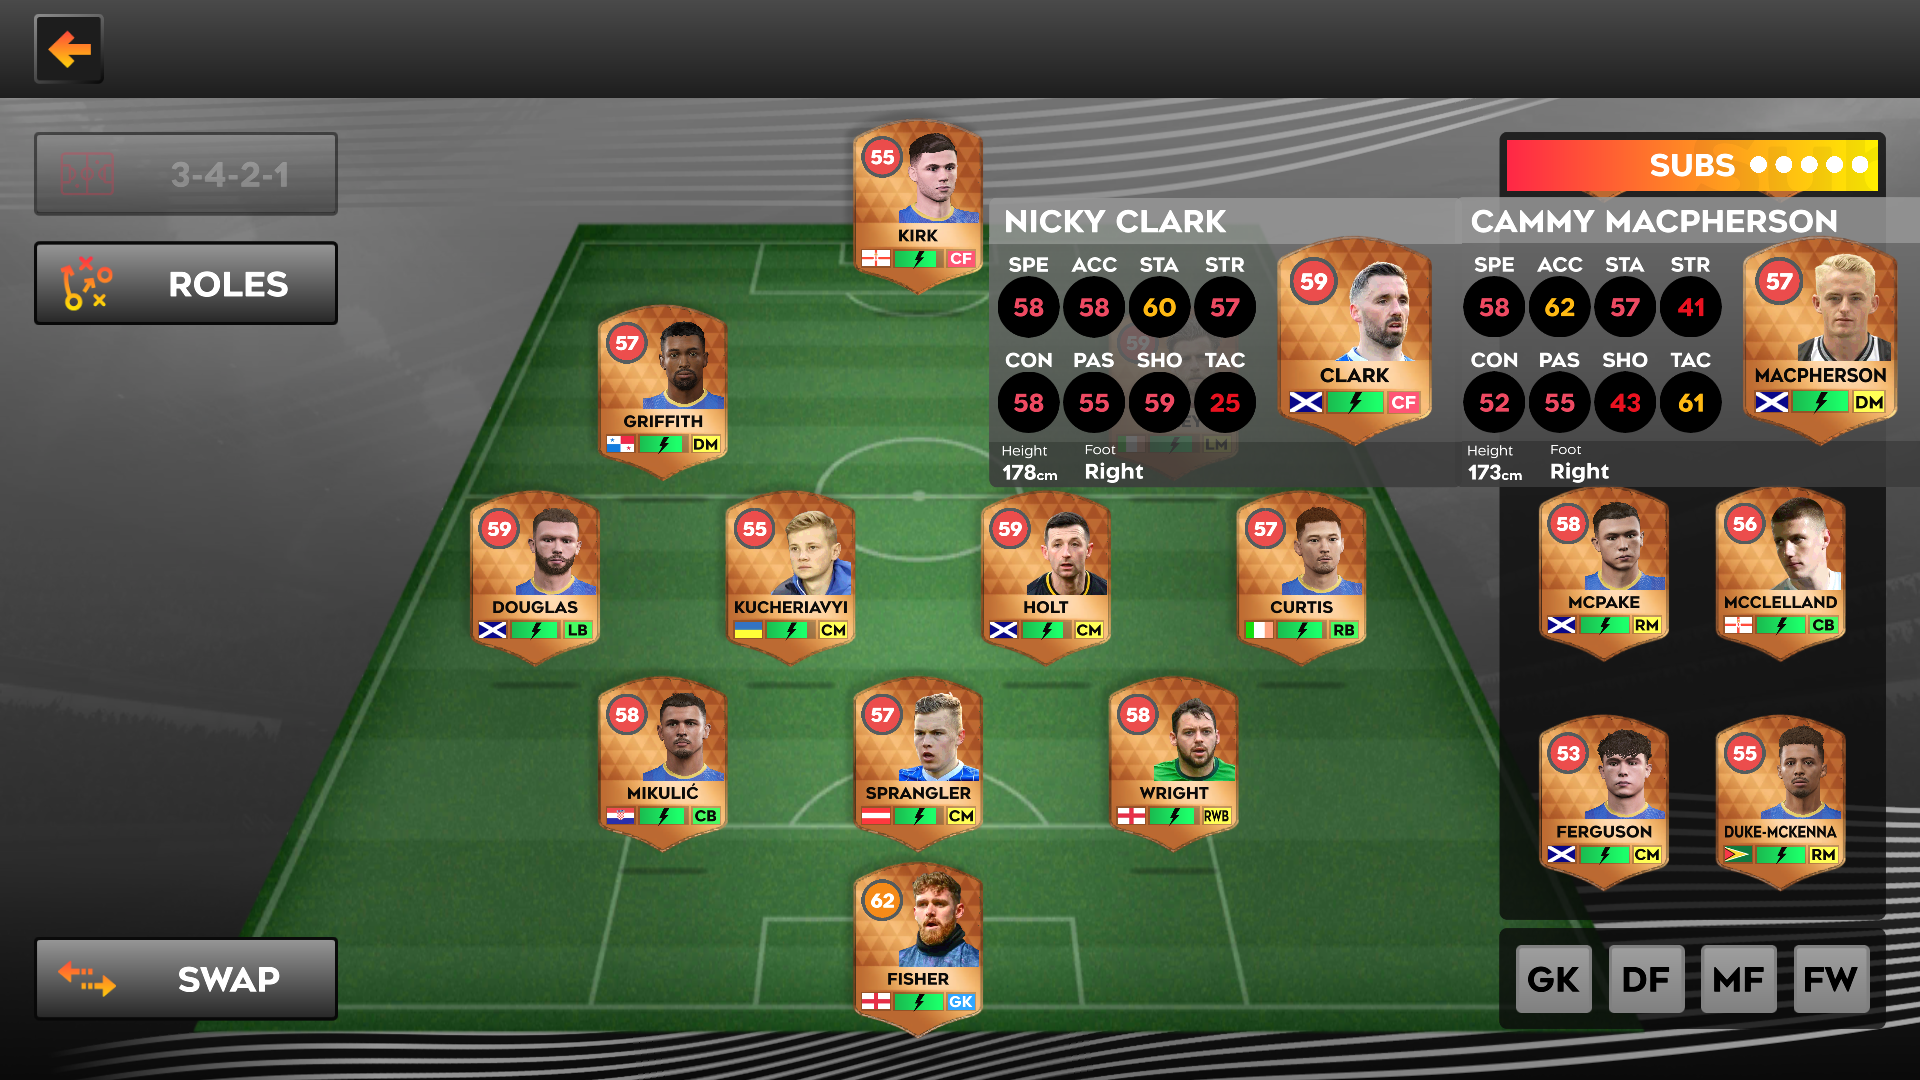 3-4-2-1
ROLES
SWAP
55
KIRK
CF
57
GRIFFITH
DM
59
LM
NICKY CLARK
SPE ACC STA STR
58 58 60 57
CON PAS SHO TAC
58 55 59 25
Height Foot
178cm Right
59
CLARK
CF
CAMMY MACPHERSON
SPE ACC STA STR
58 62 57 41
CON PAS SHO TAC
52 55 43 61
Height Foot
173cm Right
57
MACPHERSON
DM
59
DOUGLAS
LB
55
KUCHERIAVYI
CM
59
HOLT
CM
57
CURTIS
RB
58
MIKULIĆ
CB
57
SPRANGLER
CM
58
WRIGHT
RWB
62
FISHER
GK
SUBS
58
MCPAKE
RM
56
MCCLELLAND
CB
53
FERGUSON
CM
55
DUKE-MCKENNA
RM
GK DF MF FW